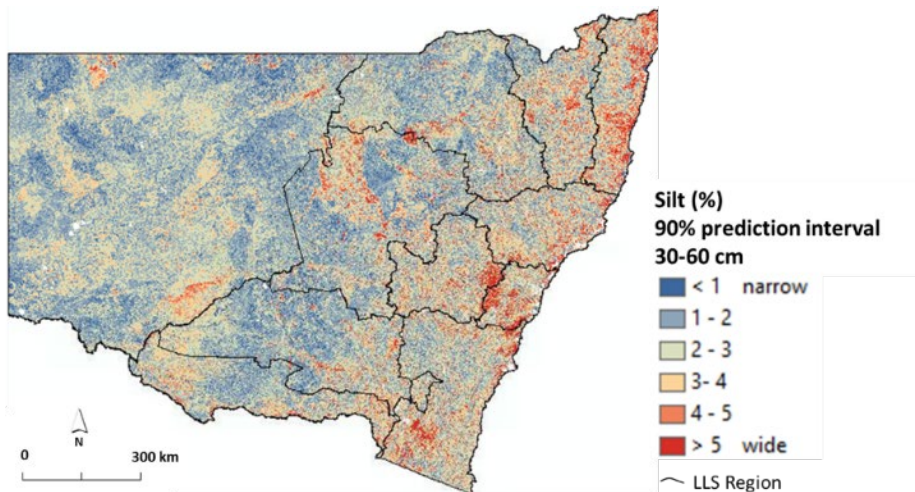 Silt (%)
90% prediction interval
30-60 cm
< 1 narrow
1 - 2
2 - 3
3- 4
4 - 5
> 5 wide
LLS Region
N
0 300 km